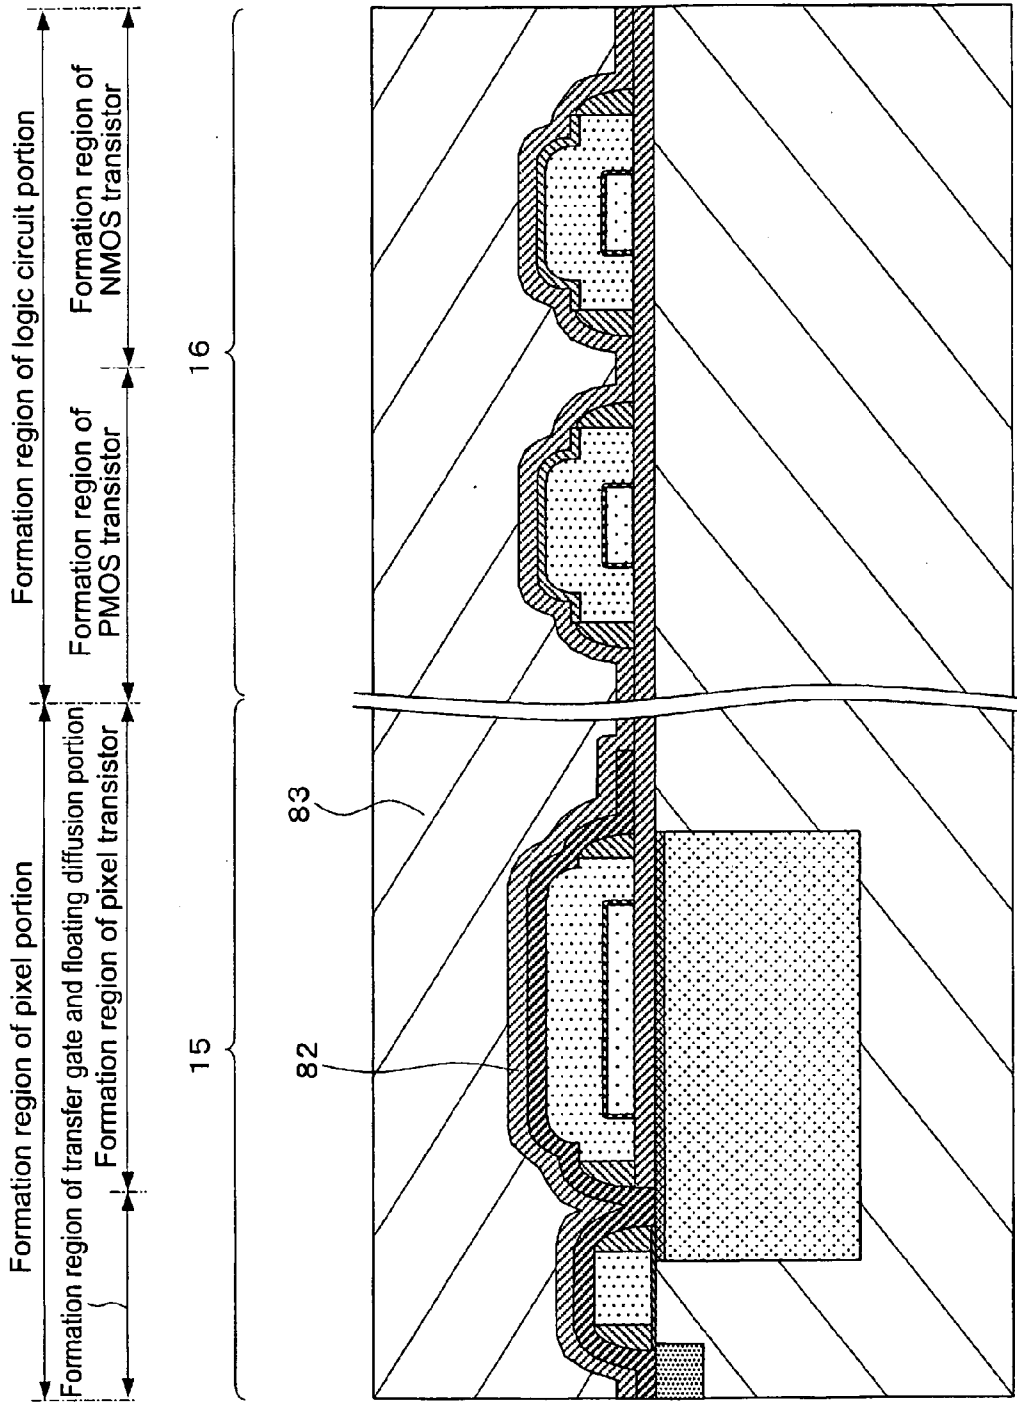 Formation region of pixel portion
Formation region of logic circuit portion
Formation region of transfer gate and floating diffusion portion
Formation region of pixel transistor
Formation region of
PMOS transistor
Formation region of
NMOS transistor
15
16
82
83